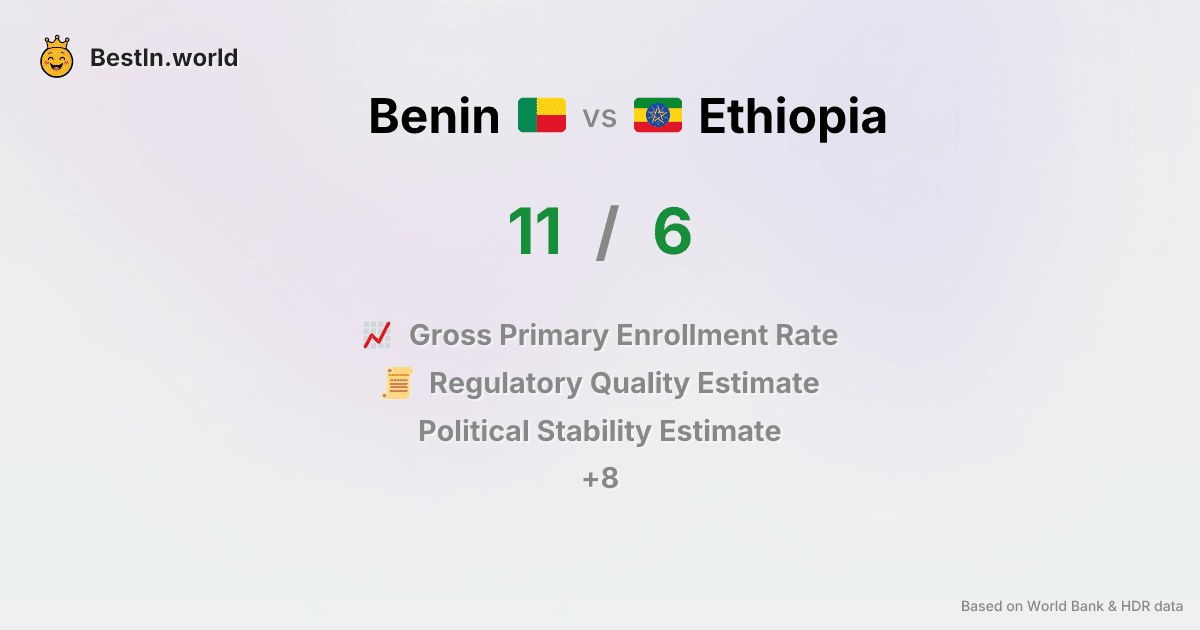 BestIn.world
Benin vs Ethiopia
11 / 6
Gross Primary Enrollment Rate
Regulatory Quality Estimate
Political Stability Estimate
+8
Based on World Bank & HDR data